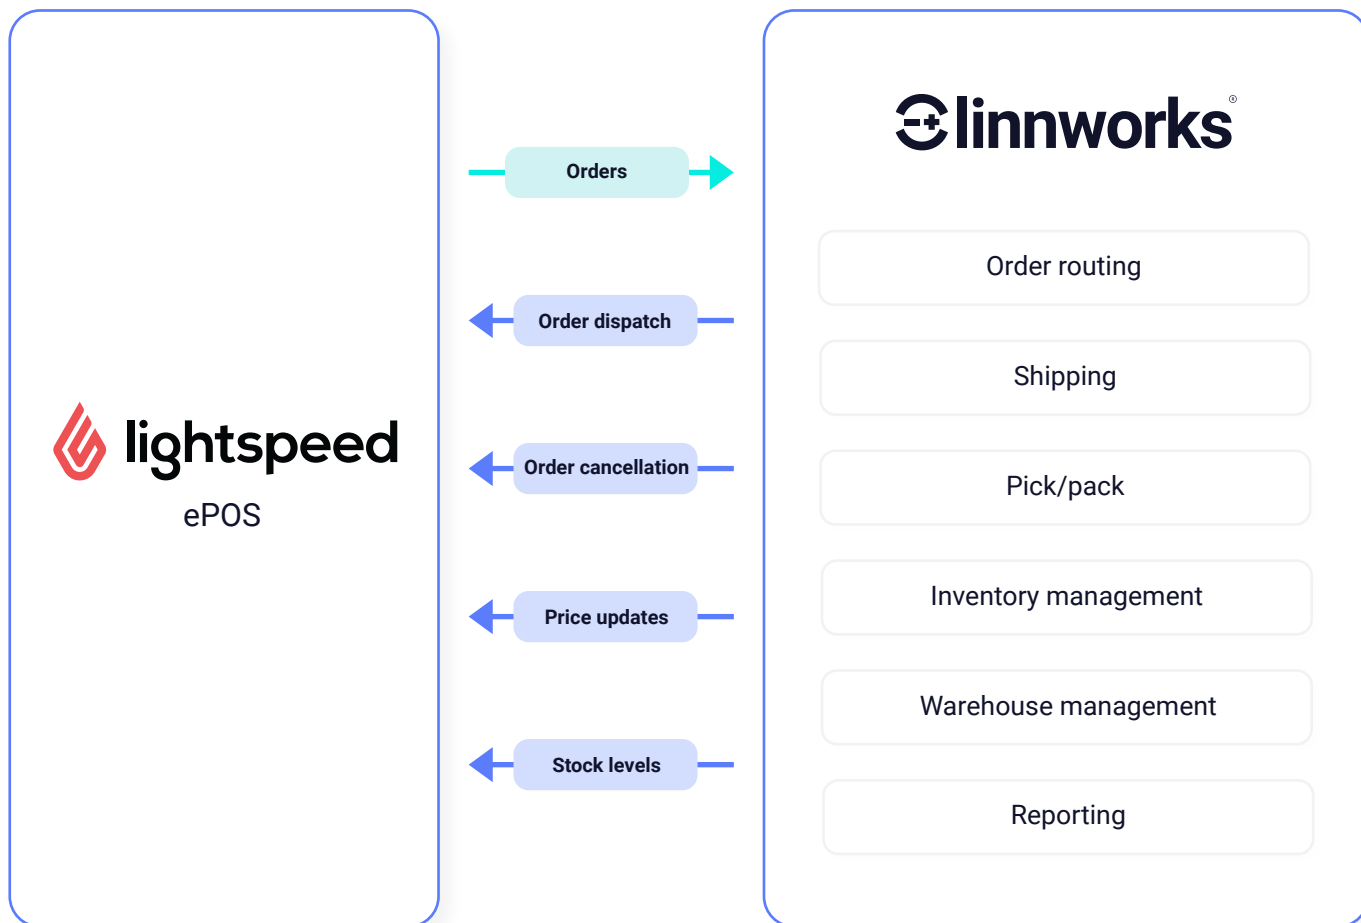 lightspeed
ePOS
Orders
Order dispatch
Order cancellation
Price updates
Stock levels
linnworks®
Order routing
Shipping
Pick/pack
Inventory management
Warehouse management
Reporting